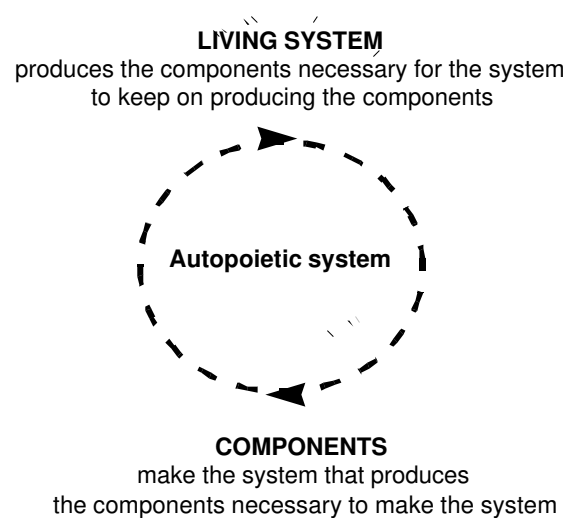 LIVING SYSTEM
produces the components necessary for the system
to keep on producing the components
Autopoietic system
COMPONENTS
make the system that produces
the components necessary to make the system